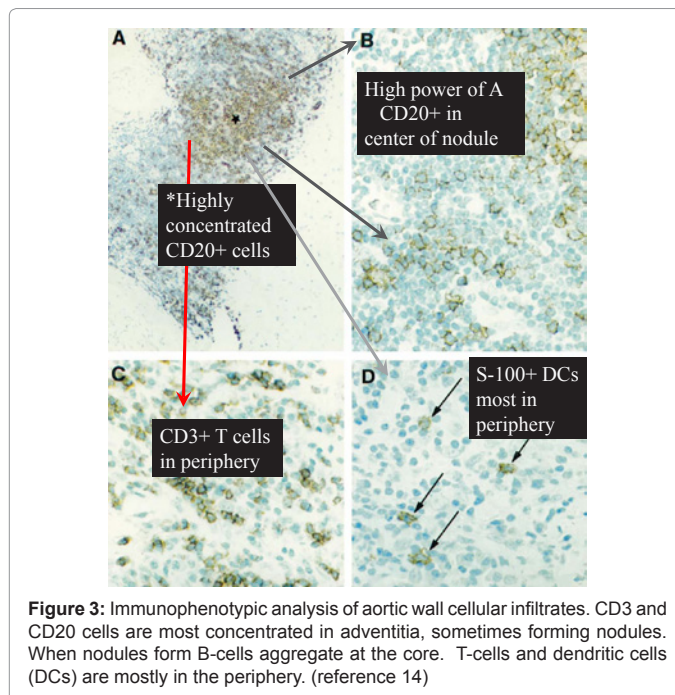 A
B
High power of A
CD20+ in
center of nodule
*Highly
concentrated
CD20+ cells
C
D
S-100+ DCs
most in
periphery
CD3+ T cells
in periphery
Figure 3: Immunophenotypic analysis of aortic wall cellular infiltrates. CD3 and
CD20 cells are most concentrated in adventitia, sometimes forming nodules.
When nodules form B-cells aggregate at the core. T-cells and dendritic cells
(DCs) are mostly in the periphery. (reference 14)